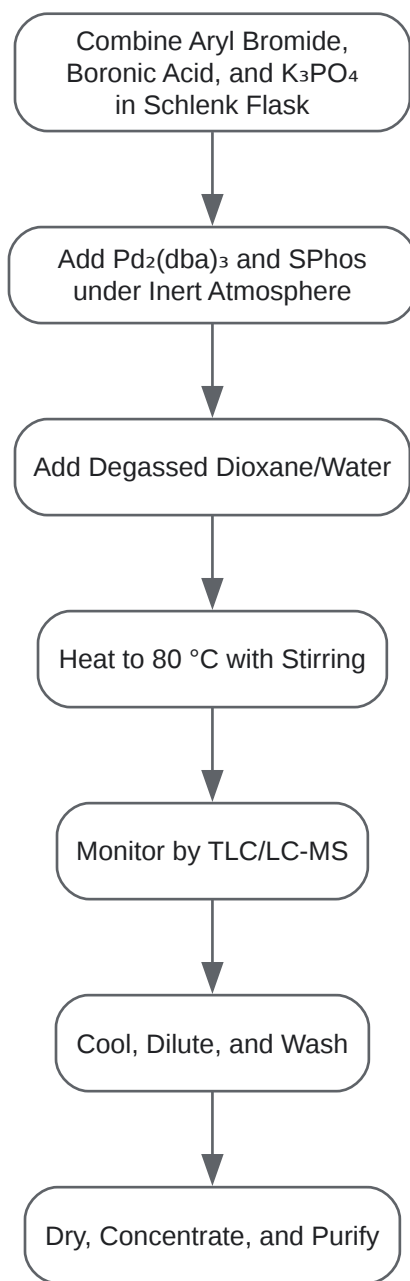 Combine Aryl Bromide,
Boronic Acid, and K₃PO₄
in Schlenk Flask
Add Pd₂(dba)₃ and SPhos
under Inert Atmosphere
Add Degassed Dioxane/Water
Heat to 80 °C with Stirring
Monitor by TLC/LC-MS
Cool, Dilute, and Wash
Dry, Concentrate, and Purify